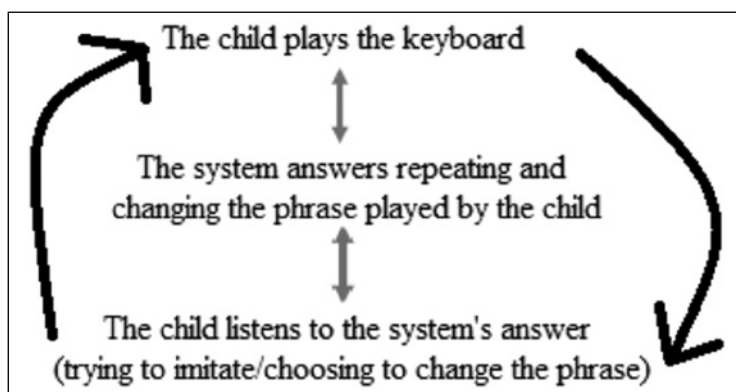 The child plays the keyboard
The system answers repeating and
changing the phrase played by the child
The child listens to the system's answer
(trying to imitate/choosing to change the phrase)